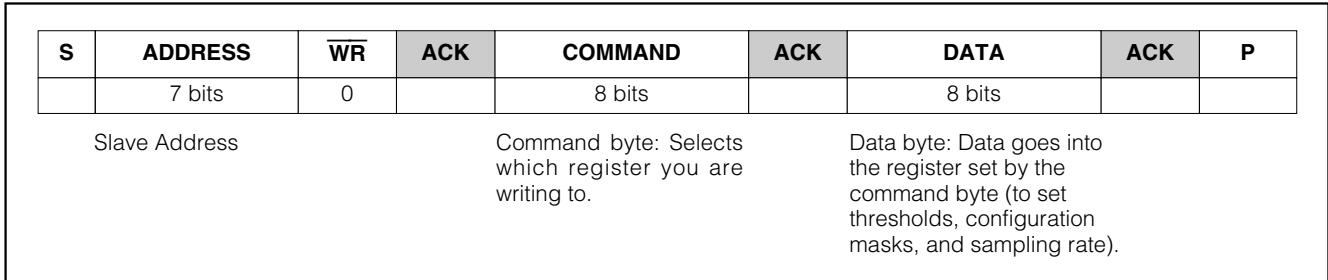 S ADDRESS WR ACK COMMAND ACK DATA ACK P
7 bits 0 8 bits 8 bits
Slave Address
Command byte: Selects
which register you are
writing to.
Data byte: Data goes into
the register set by the
command byte (to set
thresholds, configuration
masks, and sampling rate).